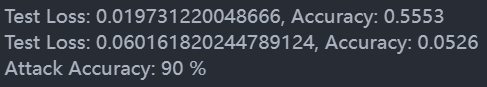 Test Loss: 0.019731220048666, Accuracy: 0.5553
Test Loss: 0.060161820244789124, Accuracy: 0.0526
Attack Accuracy: 90 %